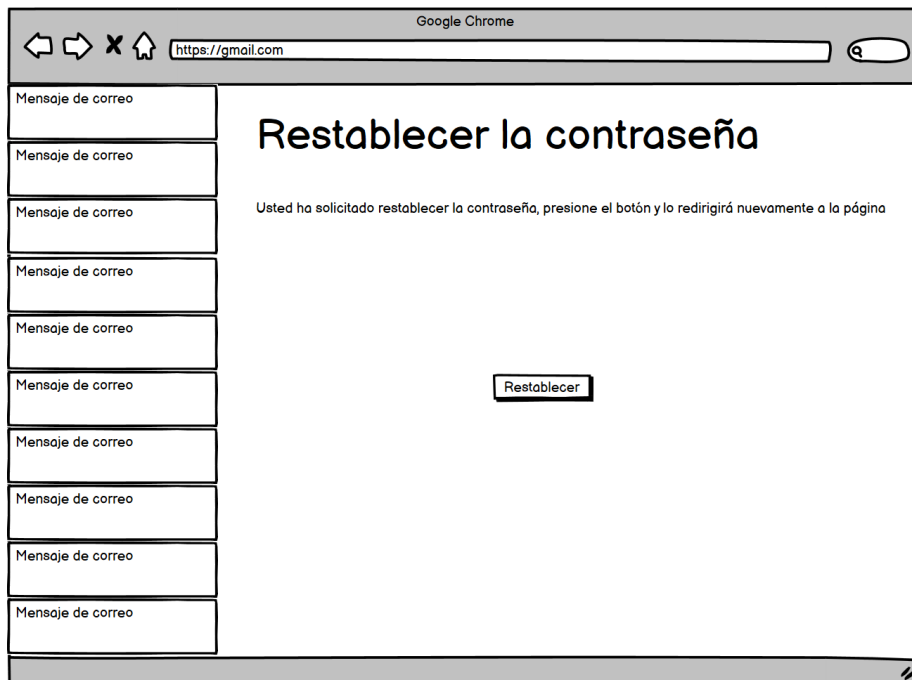 Google Chrome
https://gmail.com
Mensaje de correo
Restablecer la contraseña
Mensaje de correo
Mensaje de correo
Usted ha solicitado restablecer la contraseña, presione el botón y lo redirigirá nuevamente a la página
Mensaje de correo
Mensaje de correo
Mensaje de correo
Restablecer
Mensaje de correo
Mensaje de correo
Mensaje de correo
Mensaje de correo